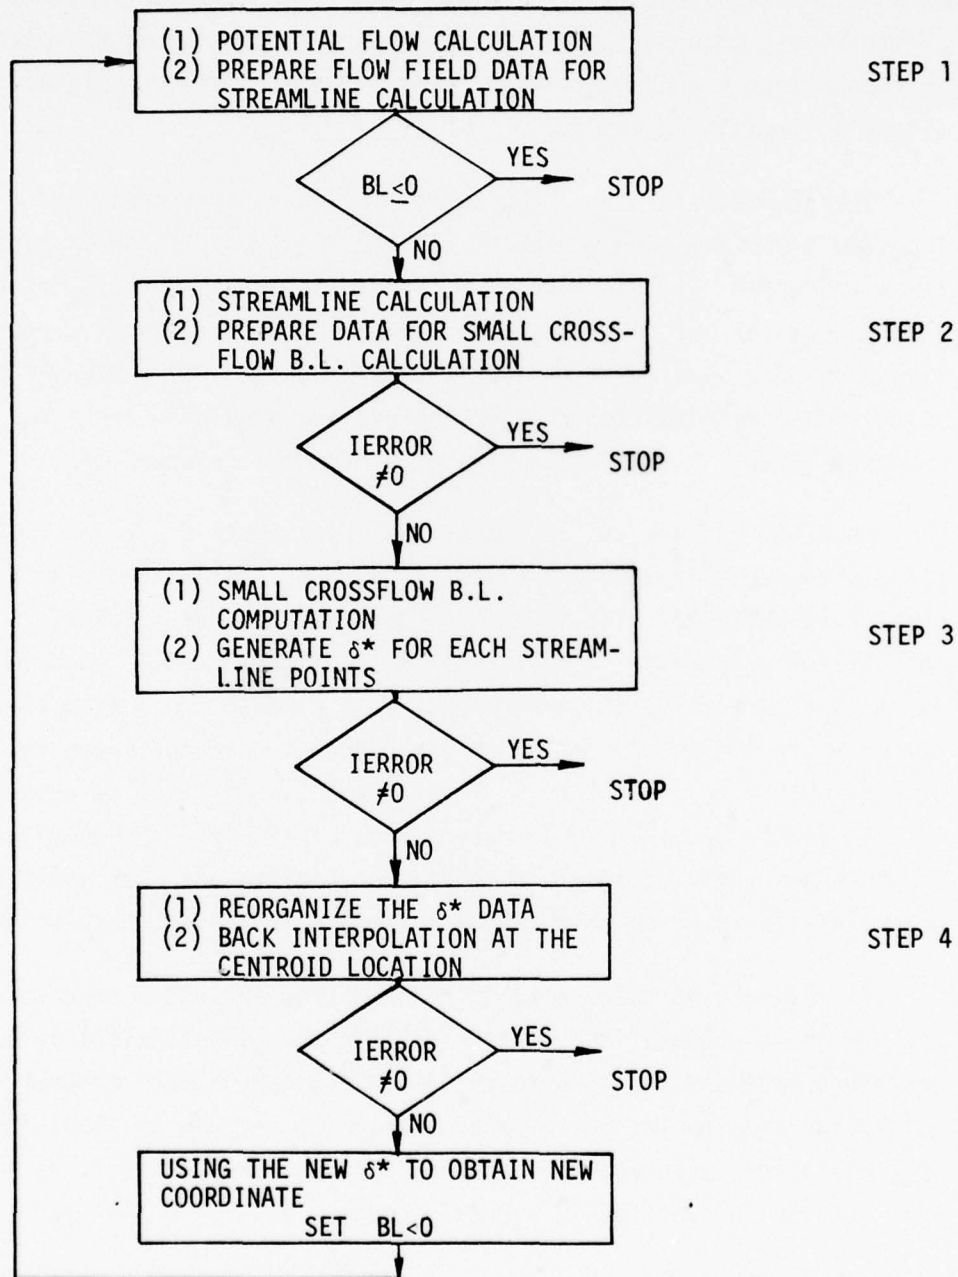 (1) POTENTIAL FLOW CALCULATION
(2) PREPARE FLOW FIELD DATA FOR
STREAMLINE CALCULATION
STEP 1
BL≤0
YES
STOP
NO
(1) STREAMLINE CALCULATION
(2) PREPARE DATA FOR SMALL CROSS-
FLOW B.L. CALCULATION
STEP 2
IERROR
≠0
YES
STOP
NO
(1) SMALL CROSSFLOW B.L.
COMPUTATION
(2) GENERATE δ* FOR EACH STREAM-
LINE POINTS
STEP 3
IERROR
≠0
YES
STOP
NO
(1) REORGANIZE THE δ* DATA
(2) BACK INTERPOLATION AT THE
CENTROID LOCATION
STEP 4
IERROR
≠0
YES
STOP
NO
USING THE NEW δ* TO OBTAIN NEW
COORDINATE
SET BL<0